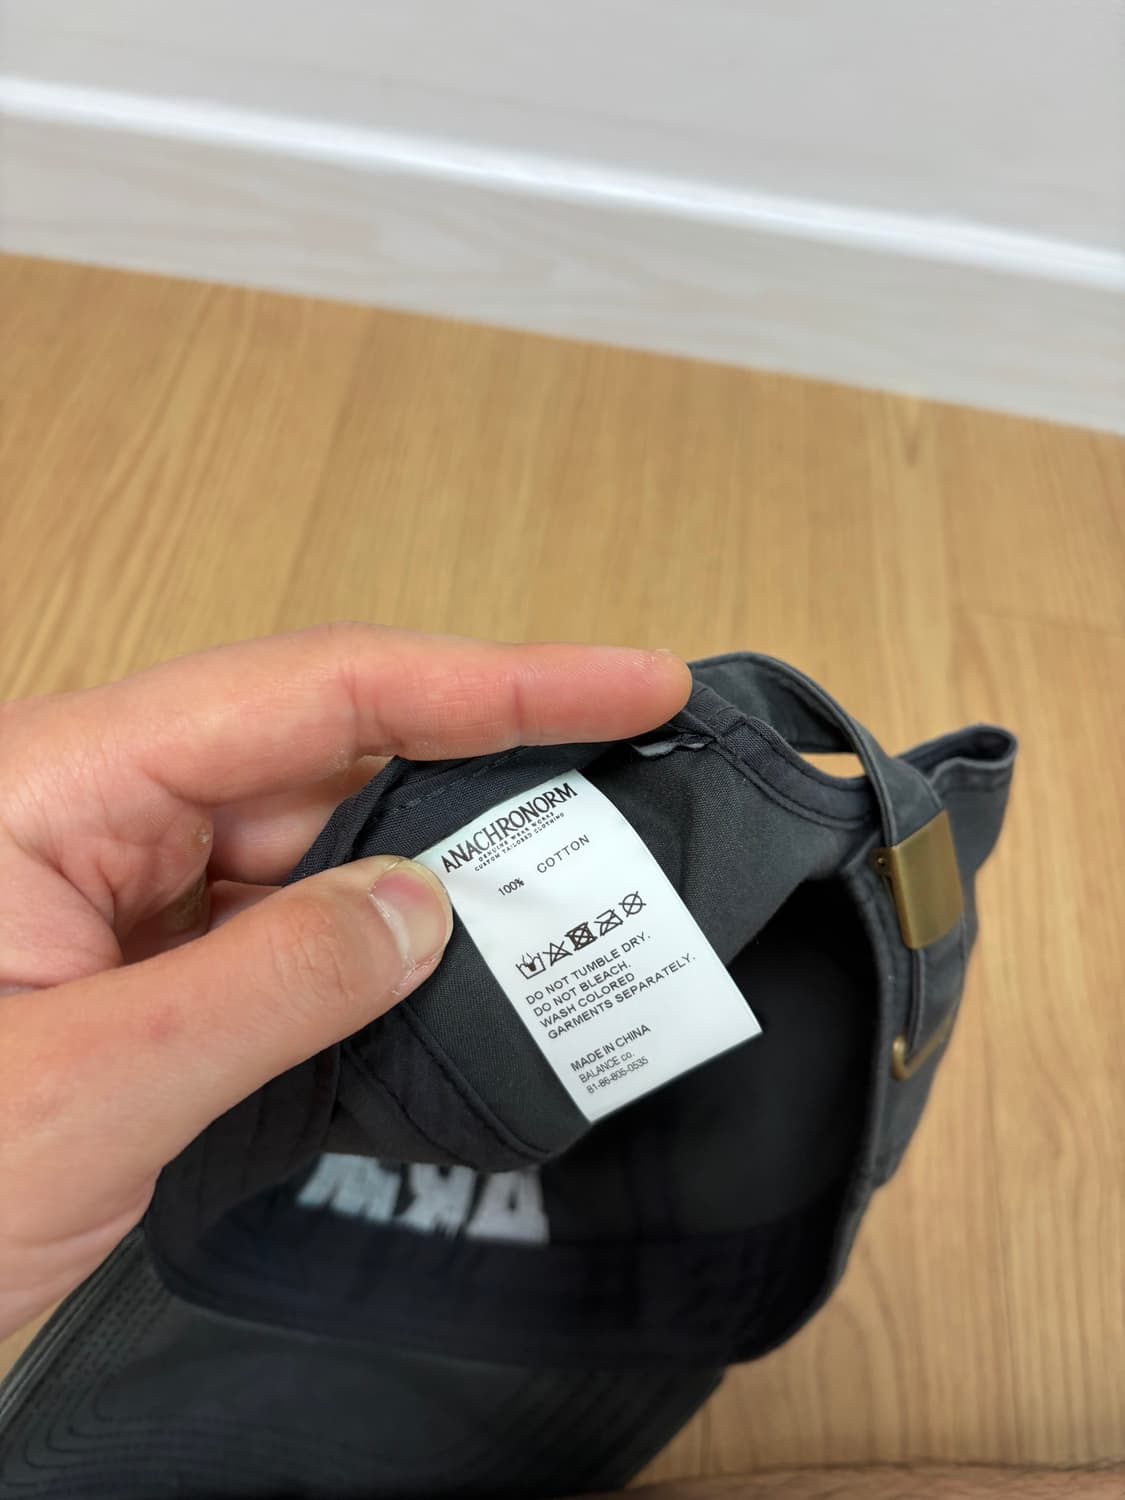 ANACHRONORM
GENUINE WEAR WORKS
CUSTOM TAILORED CLOTHING
100% COTTON
DO NOT TUMBLE DRY.
DO NOT BLEACH.
WASH COLORED
GARMENTS SEPARATELY.
MADE IN CHINA
BALANCE co.
81-86-805-0535